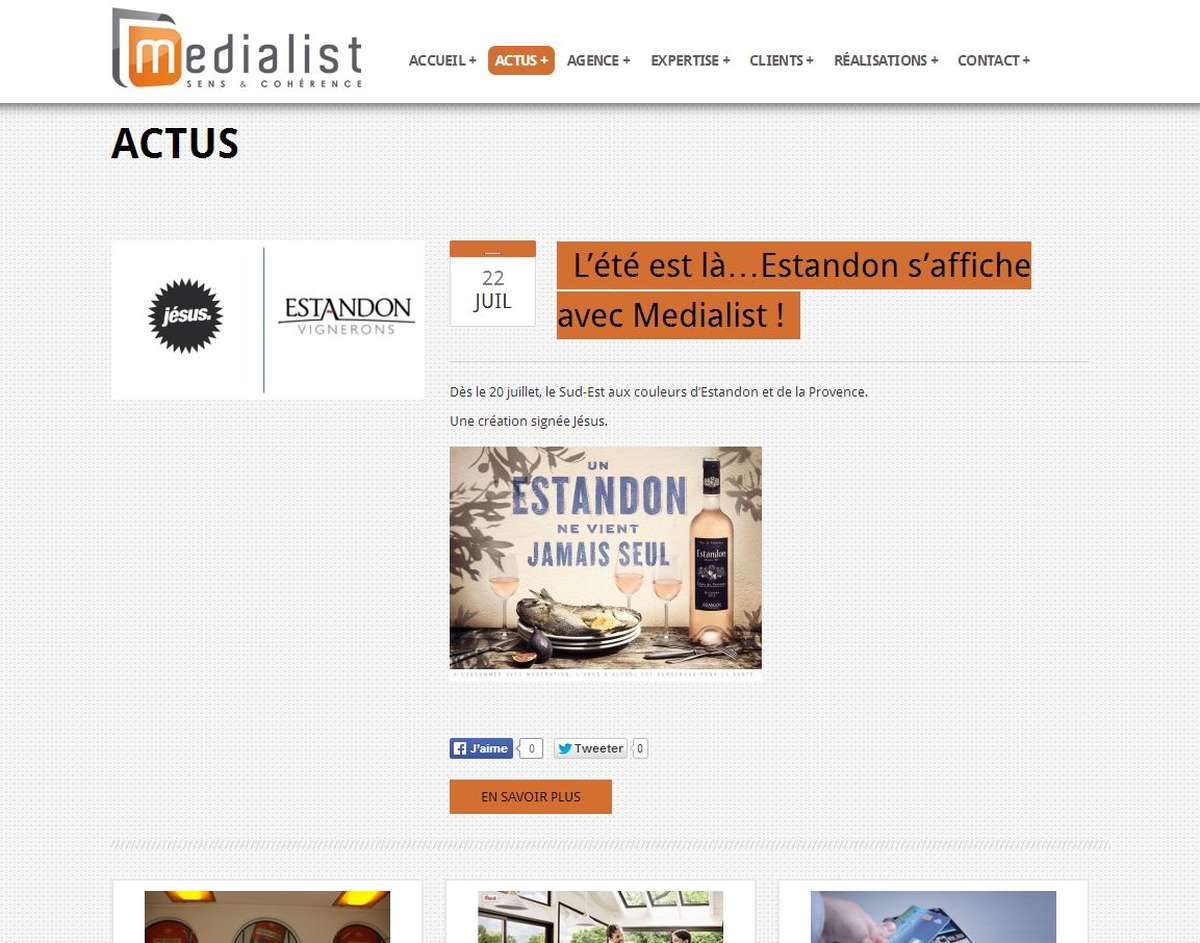 medialist
SENS & COHÉRENCE
ACCUEIL +
ACTUS +
AGENCE +
EXPERTISE +
CLIENTS +
RÉALISATIONS +
CONTACT +
ACTUS
jésus.
ESTANDON
VIGNERONS
22
JUIL
L’été est là…Estandon s’affiche
avec Medialist !
Dès le 20 juillet, le Sud-Est aux couleurs d’Estandon et de la Provence.
Une création signée Jésus.
UN
ESTANDON
NE VIENT
JAMAIS SEUL
Estandon
J'aime
0
Tweeter
0
EN SAVOIR PLUS